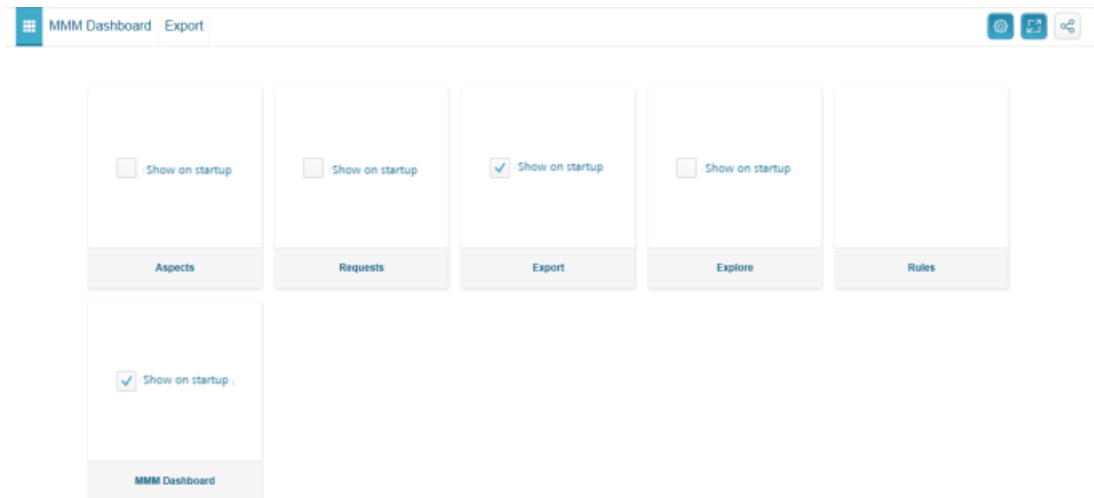 MMM Dashboard Export
Show on startup Show on startup Show on startup Show on startup
Aspects Requests Export Explore Rules
Show on startup
MMM Dashboard